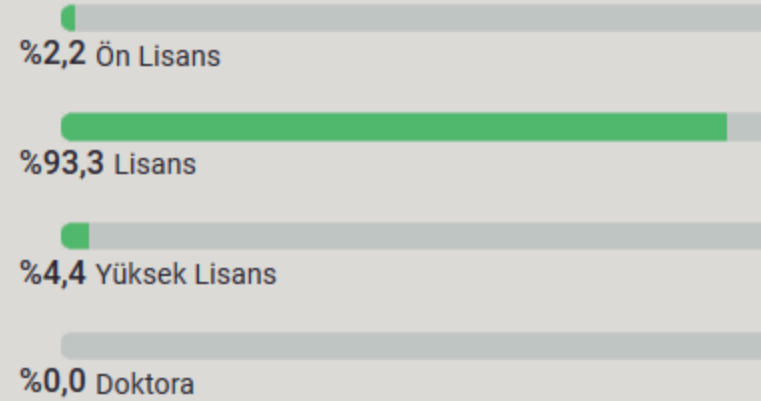 %2,2 Ön Lisans
%93,3 Lisans
%4,4 Yüksek Lisans
%0,0 Doktora